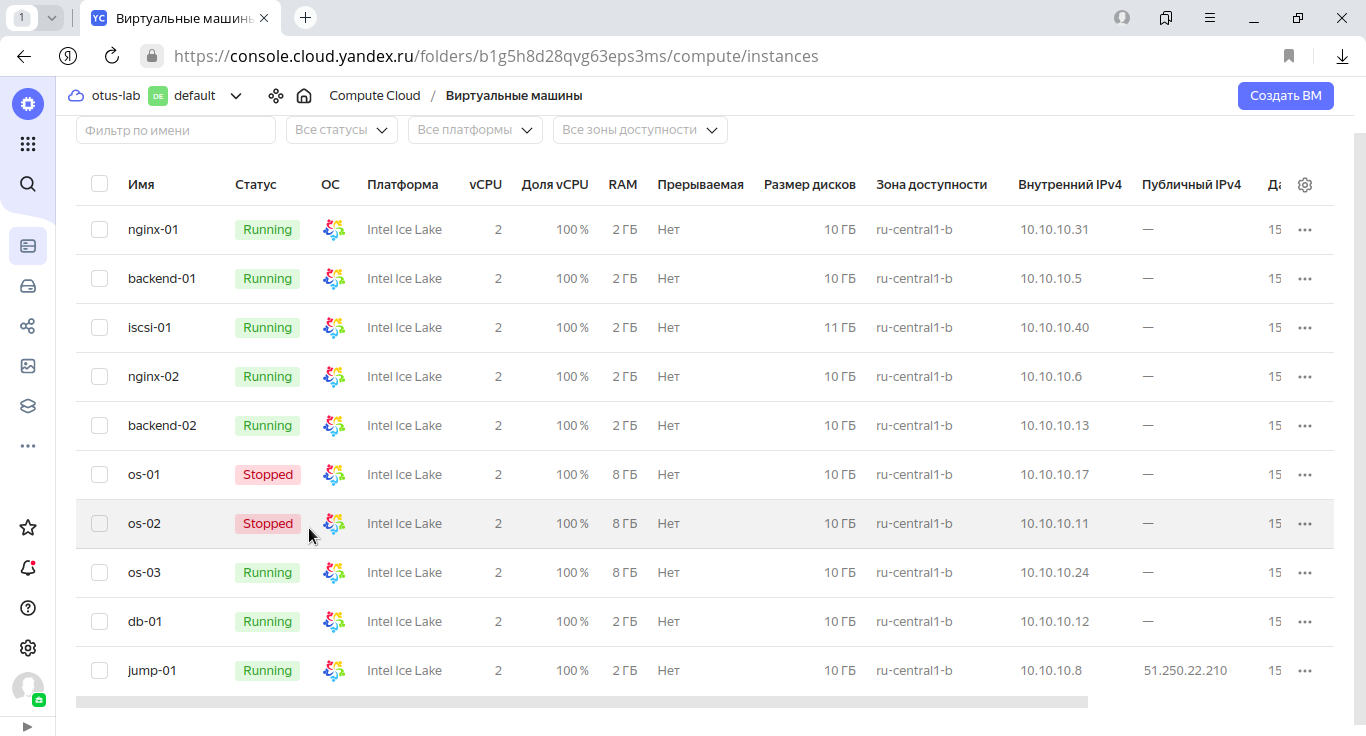 1
YC Виртуальные машинь
https://console.cloud.yandex.ru/folders/b1g5h8d28qvg63eps3ms/compute/instances
otus-lab DE default Compute Cloud / Виртуальные машины Создать ВМ
Фильтр по имени Все статусы Все платформы Все зоны доступности
Имя Статус ОС Платформа vCPU Доля vCPU RAM Прерываемая Размер дисков Зона доступности Внутренний IPv4 Публичный IPv4 Да
nginx-01 Running Intel Ice Lake 2 100 % 2 ГБ Нет 10 ГБ ru-central1-b 10.10.10.31 — 15
backend-01 Running Intel Ice Lake 2 100 % 2 ГБ Нет 10 ГБ ru-central1-b 10.10.10.5 — 15
iscsi-01 Running Intel Ice Lake 2 100 % 2 ГБ Нет 11 ГБ ru-central1-b 10.10.10.40 — 15
nginx-02 Running Intel Ice Lake 2 100 % 2 ГБ Нет 10 ГБ ru-central1-b 10.10.10.6 — 15
backend-02 Running Intel Ice Lake 2 100 % 2 ГБ Нет 10 ГБ ru-central1-b 10.10.10.13 — 15
os-01 Stopped Intel Ice Lake 2 100 % 8 ГБ Нет 10 ГБ ru-central1-b 10.10.10.17 — 15
os-02 Stopped Intel Ice Lake 2 100 % 8 ГБ Нет 10 ГБ ru-central1-b 10.10.10.11 — 15
os-03 Running Intel Ice Lake 2 100 % 8 ГБ Нет 10 ГБ ru-central1-b 10.10.10.24 — 15
db-01 Running Intel Ice Lake 2 100 % 2 ГБ Нет 10 ГБ ru-central1-b 10.10.10.12 — 15
jump-01 Running Intel Ice Lake 2 100 % 2 ГБ Нет 10 ГБ ru-central1-b 10.10.10.8 51.250.22.210 15